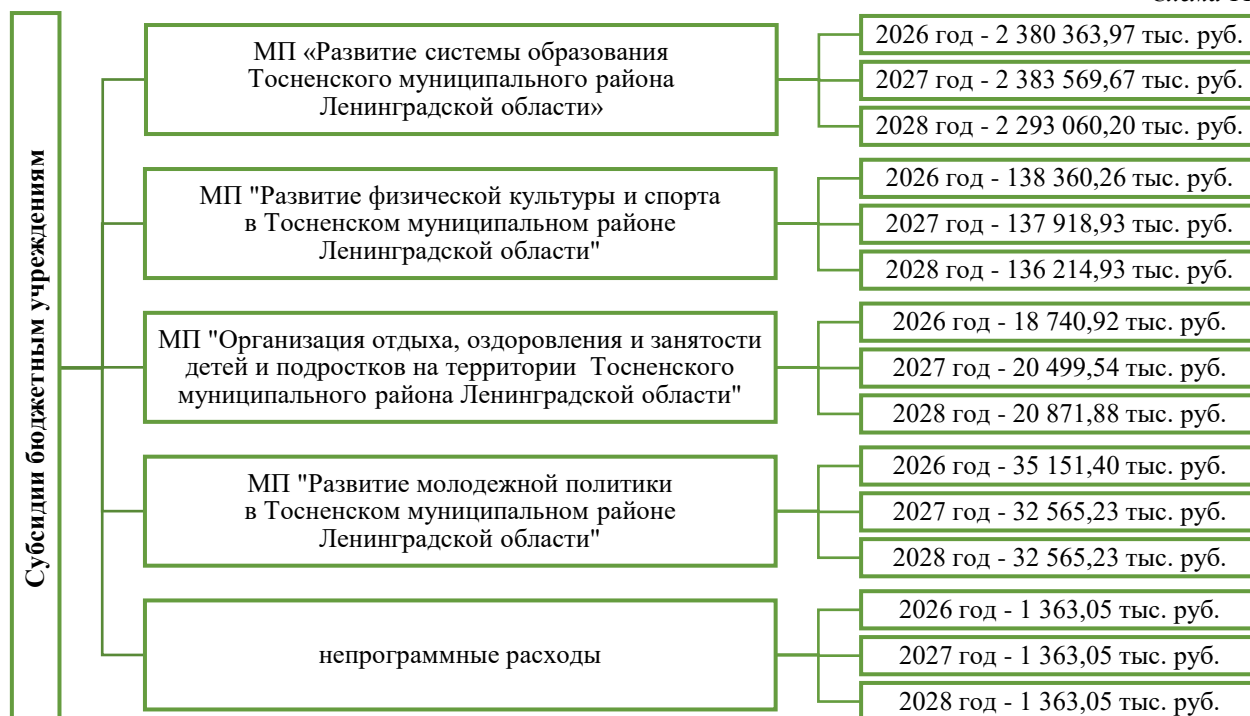 Субсидии бюджетным учреждениям
МП «Развитие системы образования
Тосненского муниципального района
Ленинградской области»
2026 год - 2 380 363,97 тыс. руб.
2027 год - 2 383 569,67 тыс. руб.
2028 год - 2 293 060,20 тыс. руб.
МП "Развитие физической культуры и спорта
в Тосненском муниципальном районе
Ленинградской области"
2026 год - 138 360,26 тыс. руб.
2027 год - 137 918,93 тыс. руб.
2028 год - 136 214,93 тыс. руб.
МП "Организация отдыха, оздоровления и занятости
детей и подростков на территории Тосненского
муниципального района Ленинградской области"
2026 год - 18 740,92 тыс. руб.
2027 год - 20 499,54 тыс. руб.
2028 год - 20 871,88 тыс. руб.
МП "Развитие молодежной политики
в Тосненском муниципальном районе
Ленинградской области"
2026 год - 35 151,40 тыс. руб.
2027 год - 32 565,23 тыс. руб.
2028 год - 32 565,23 тыс. руб.
непрограммные расходы
2026 год - 1 363,05 тыс. руб.
2027 год - 1 363,05 тыс. руб.
2028 год - 1 363,05 тыс. руб.